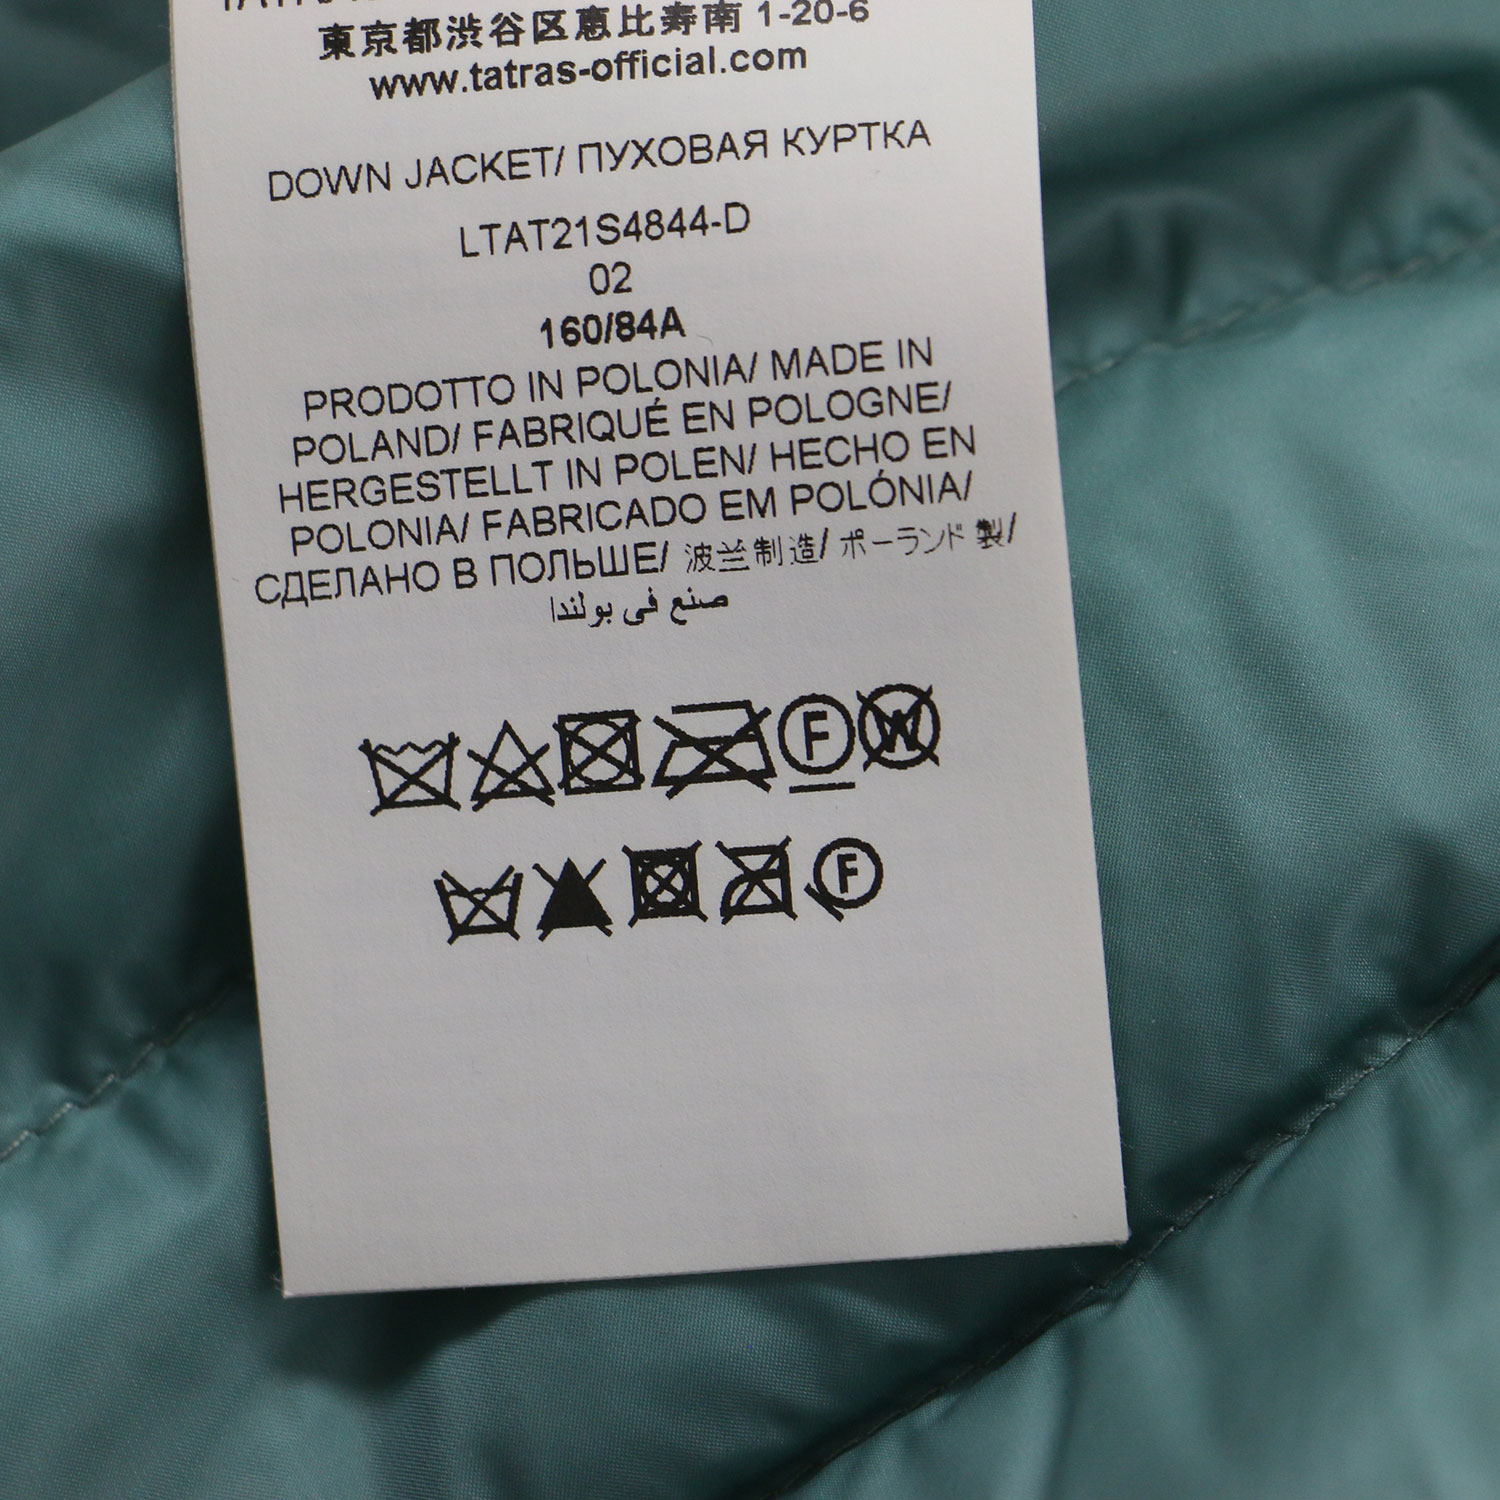 東京都渋谷区恵比寿南 1-20-6
www.tatras-official.com
DOWN JACKET/ ПУХОВАЯ КУРТКА
LTAT21S4844-D
02
160/84A
PRODOTTO IN POLONIA/ MADE IN
POLAND/ FABRIQUÉ EN POLOGNE/
HERGESTELLT IN POLEN/ HECHO EN
POLONIA/ FABRICADO EM POLÓNIA/
СДЕЛАНО В ПОЛЬШЕ/ 波兰制造/ ポーランド 製/
صنع في بولندا
F W
F